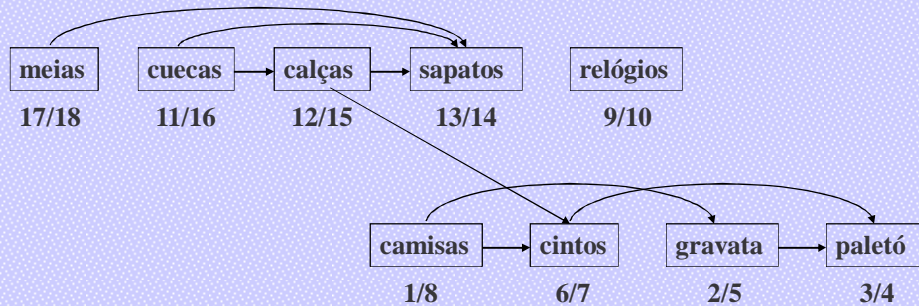 meias cuecas calças sapatos relógios
17/18 11/16 12/15 13/14 9/10
camisas cintos gravata paletó
1/8 6/7 2/5 3/4